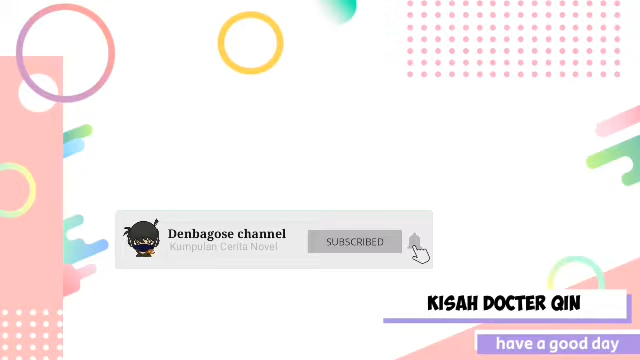 Denbagose channel
Kumpulan Cerita Novel
SUBSCRIBED
KISAH DOCTER QIN
have a good day